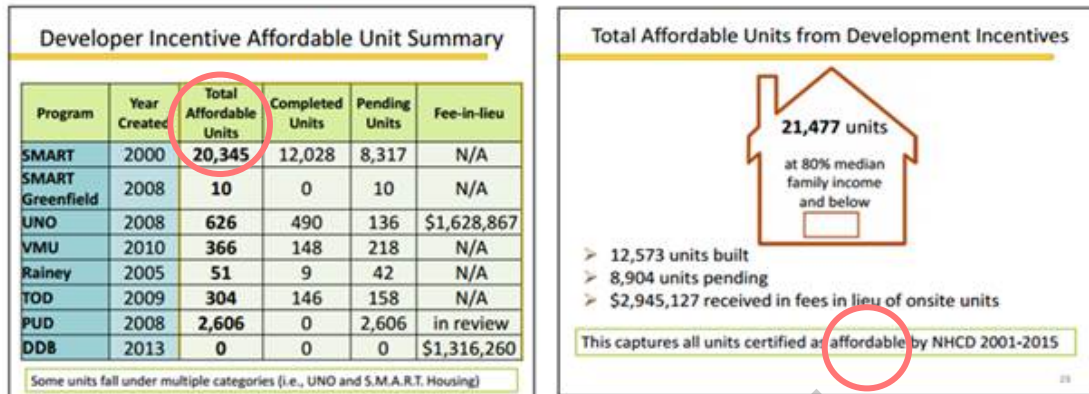 Developer Incentive Affordable Unit Summary
Program Year Created Total Affordable Units Completed Units Pending Units Fee-in-lieu
SMART 2000 20,345 12,028 8,317 N/A
SMART Greenfield 2008 10 0 10 N/A
UNO 2008 626 490 136 $1,628,867
VMU 2010 366 148 218 N/A
Rainey 2005 51 9 42 N/A
TOD 2009 304 146 158 N/A
PUD 2008 2,606 0 2,606 in review
DDB 2013 0 0 0 $1,316,260
Some units fall under multiple categories (i.e., UNO and S.M.A.R.T. Housing)
Total Affordable Units from Development Incentives
21,477 units
at 80% median
family income
and below
➢ 12,573 units built
➢ 8,904 units pending
➢ $2,945,127 received in fees in lieu of onsite units
This captures all units certified as affordable by NHCD 2001-2015